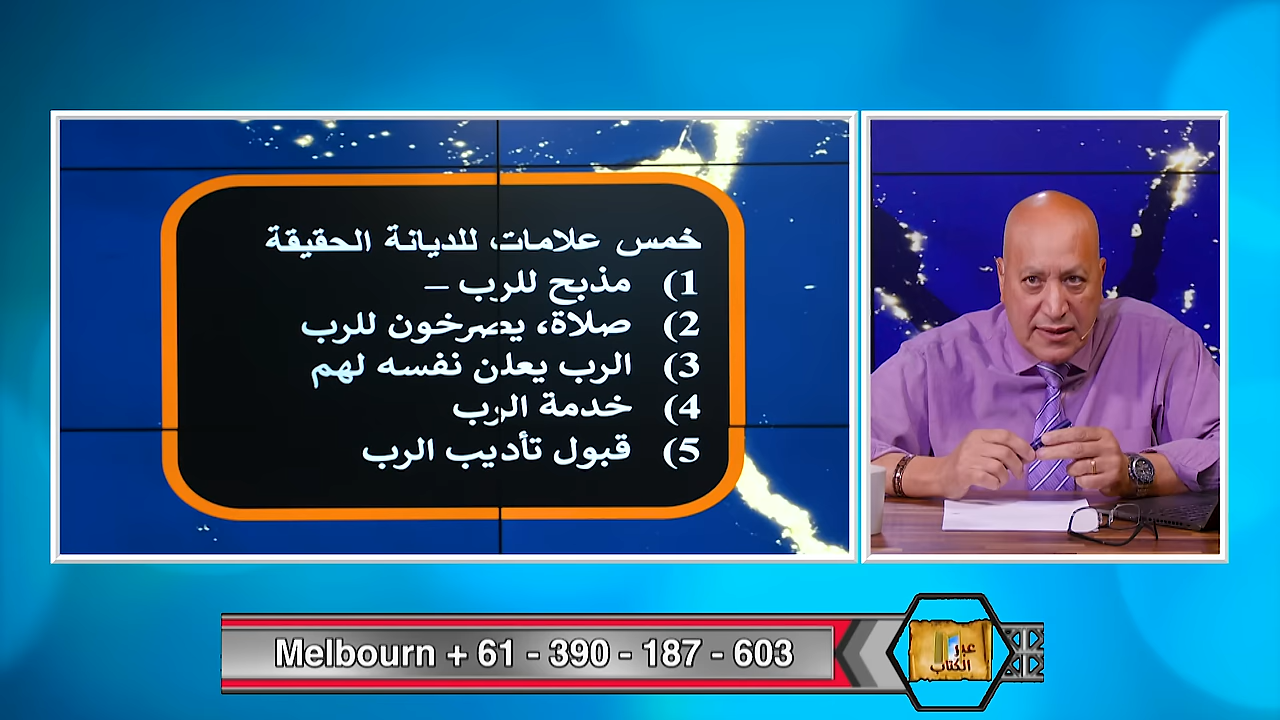 خمس علامات للديانة الحقيقة
1) مذبح للرب –
2) صلاة، يصرخون للرب
3) الرب يعلن نفسه لهم
4) خدمة الرب
5) قبول تأديب الرب
Melbourn + 61 - 390 - 187 - 603
عبر
الكتاب